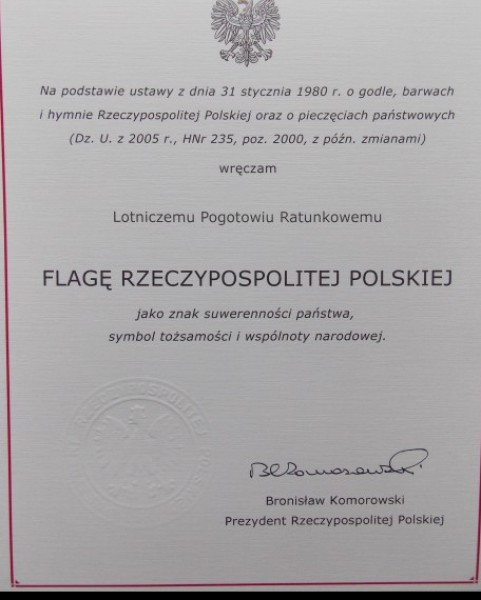 Na podstawie ustawy z dnia 31 stycznia 1980 r. o godle, barwach
i hymnie Rzeczypospolitej Polskiej oraz o pieczęciach państwowych
(Dz. U. z 2005 r., HNr 235, poz. 2000, z późn. zmianami)
wręczam
Lotniczemu Pogotowiu Ratunkowemu
FLAGĘ RZECZYPOSPOLITEJ POLSKIEJ
jako znak suwerenności państwa,
symbol tożsamości i wspólnoty narodowej.
RZECZYPOSPOLITEJ
BKomorowski
Bronisław Komorowski
Prezydent Rzeczypospolitej Polskiej